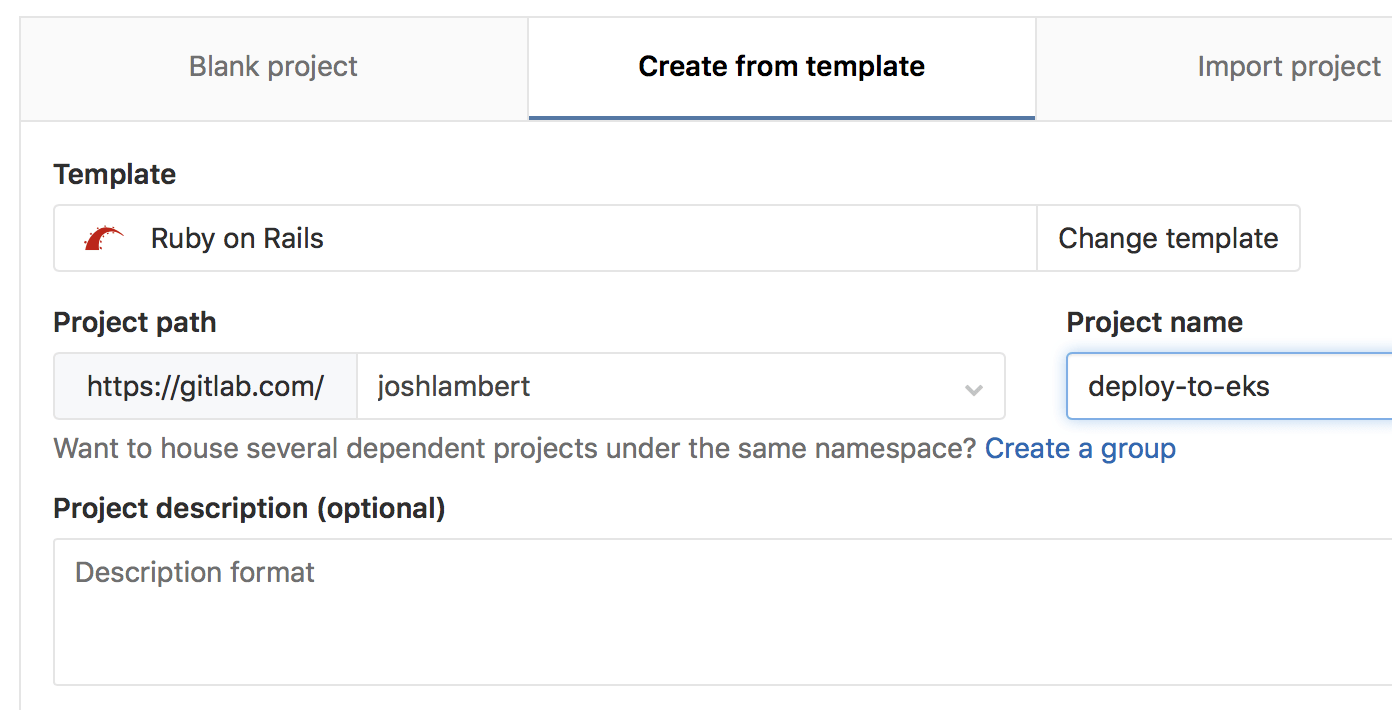 Blank project
Create from template
Import project
Template
Ruby on Rails
Change template
Project path
Project name
https://gitlab.com/
joshlambert
deploy-to-eks
Want to house several dependent projects under the same namespace? Create a group
Project description (optional)
Description format